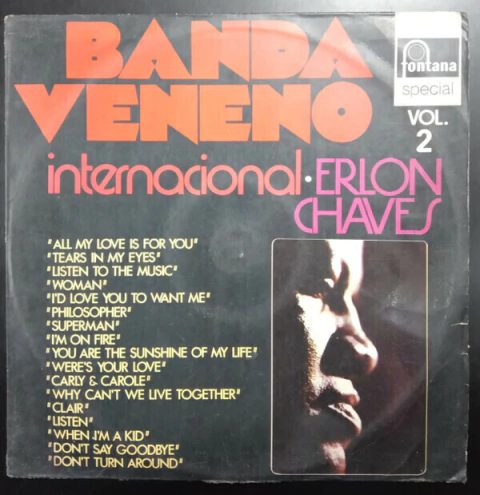 BANDA
VENENO
fontana
special
VOL.
2
internacional · ERLON
CHAVES
"ALL MY LOVE IS FOR YOU"
"TEARS IN MY EYES"
"LISTEN TO THE MUSIC"
"WOMAN"
"I'D LOVE YOU TO WANT ME"
"PHILOSOPHER"
"SUPERMAN"
"I'M ON FIRE"
"YOU ARE THE SUNSHINE OF MY LIFE"
"WERE'S YOUR LOVE"
"CARLY & CAROLE"
"WHY CAN'T WE LIVE TOGETHER"
"CLAIR"
"LISTEN"
"WHEN I'M A KID"
"DON'T SAY GOODBYE"
"DON'T TURN AROUND"